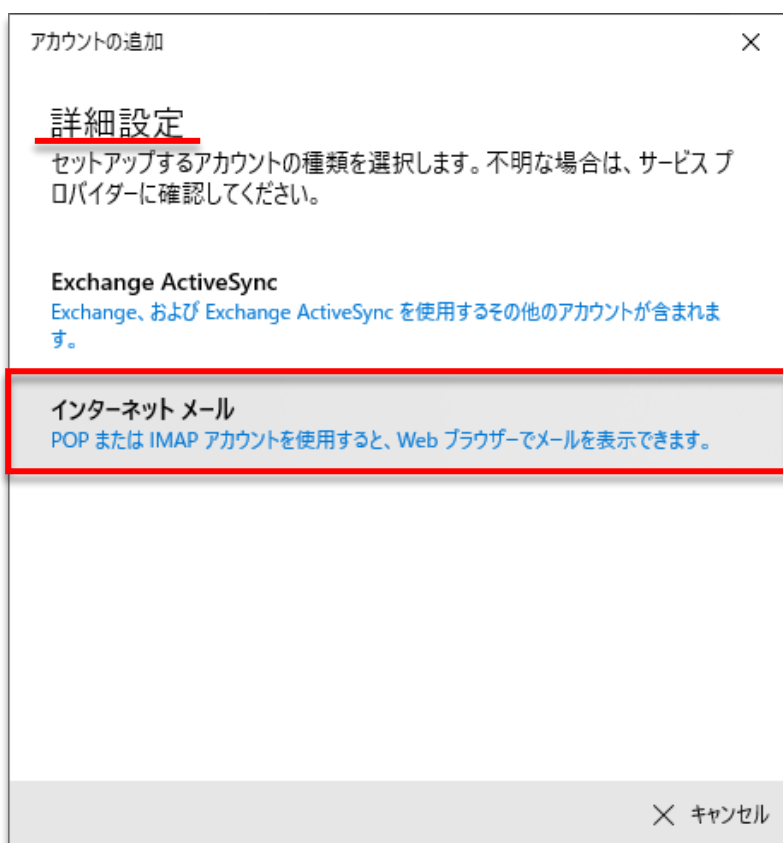 アカウントの追加
詳細設定
セットアップするアカウントの種類を選択します。不明な場合は、サービス プ
ロバイダーに確認してください。
Exchange ActiveSync
Exchange、および Exchange ActiveSync を使用するその他のアカウントが含まれま
す。
インターネット メール
POP または IMAP アカウントを使用すると、Web ブラウザーでメールを表示できます。
キャンセル